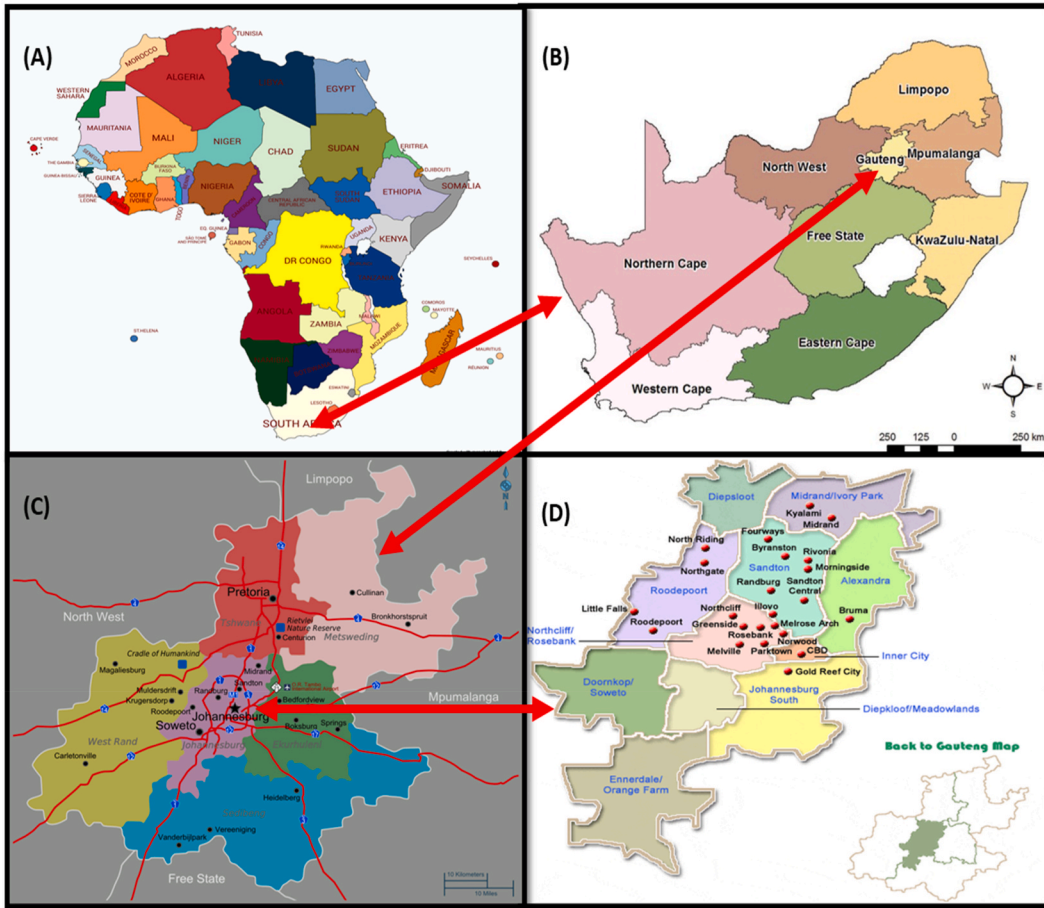 (A)
TUNISIA
MOROCCO
ALGERIA
LIBYA
EGYPT
WESTERN
SAHARA
CAPE VERDE
MAURITANIA
MALI
NIGER
CHAD
SUDAN
ERITREA
DJIBOUTI
SENEGAL
THE GAMBIA
GUINEA-BISSAU
GUINEA
BURKINA
FASO
SIERRA
LEONE
COTE D'
IVOIRE
GHANA
TOGO
NIGERIA
CENTRAL AFRICAN
REPUBLIC
SOUTH
SUDAN
ETHIOPIA
SOMALIA
EQ. GUINEA
SAO TOME
AND PRINCIPE
GABON
CONGO
DR CONGO
UGANDA
RWANDA
KENYA
SEYCHELLES
ANGOLA
ZAMBIA
MALAWI
MOZAMBIQUE
COMOROS
MAYOTTE
ST.HELENA
ZIMBABWE
MAURITIUS
REUNION
ESWATINI
LESOTHO
SOUTH AFRICA
(B)
Limpopo
North West
Gauteng
Mpumalanga
Free State
KwaZulu-Natal
Northern Cape
Eastern Cape
Western Cape
N
W
E
S
250 125 0 250 km
(C)
Limpopo
N
North West
Pretoria
Cullinan
Bronkhorstspruit
Tshwane
Rietvlei
Nature Reserve
Centurion
Metsweding
Cradle of Humankind
Magaliesburg
Midrand
Mpumalanga
Muldersdrift
Krugersdorp
Randburg
Sandton
Bedfordview
Roodepoort
Johannesburg
Soweto
Boksburg
Springs
West Rand
Johannesburg
Ekurhuleni
Carletonville
Heidelberg
Vereeniging
Vanderbijlpark
Free State
10 Kilometers
10 Miles
(D)
Diepsloot
Midrand/Ivory Park
Kyalami
Midrand
Fourways
North Riding
Byranston
Rivonia
Sandton
Morningside
Northgate
Randburg
Sandton
Central
Alexandra
Roodepoort
Little Falls
Northcliff
Illovo
Bruma
Roodepoort
Greenside
Melrose Arch
Northcliff/
Rosebank
Rosebank
Norwood
Melville
Parktown
CBD
Inner City
Gold Reef City
Doornkop/
Soweto
Johannesburg
South
Diepkloof/Meadowlands
Back to Gauteng Map
Ennerdale/
Orange Farm